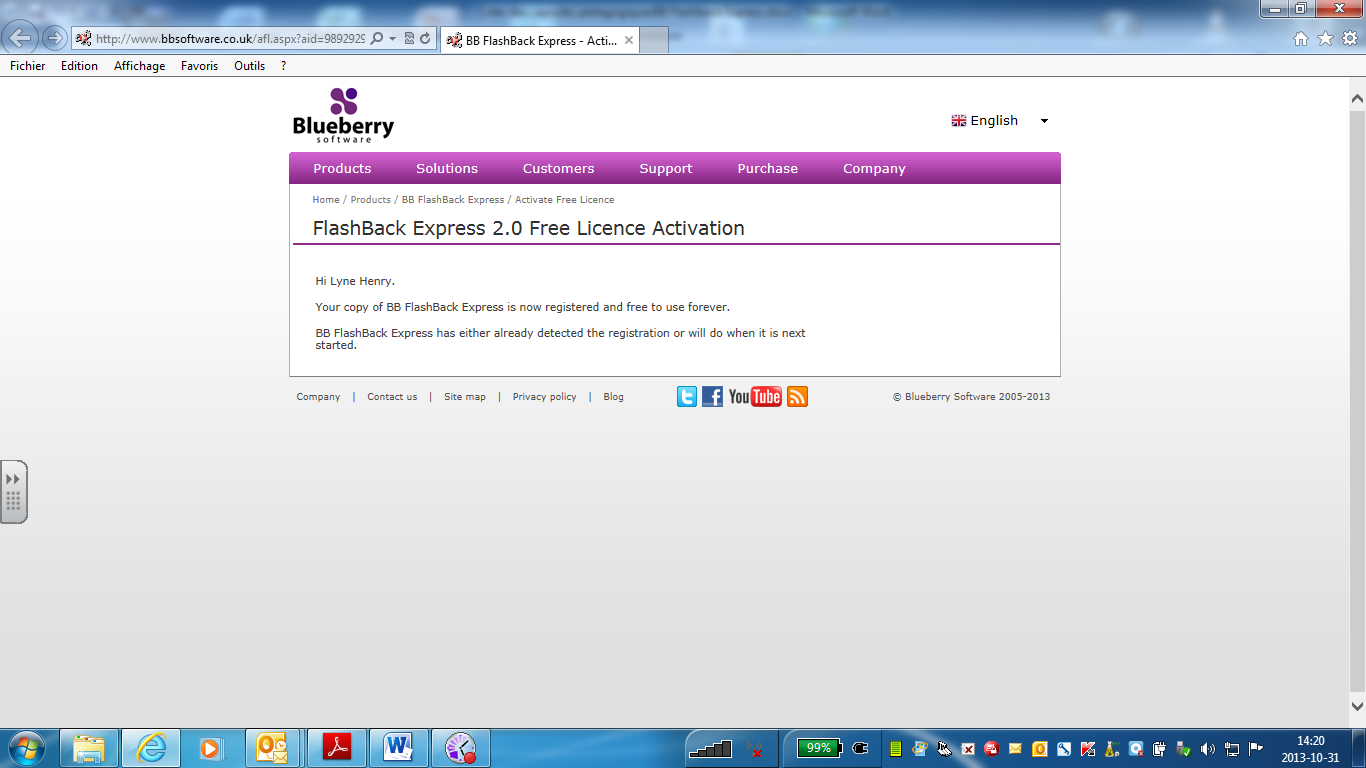 http://www.bbsoftware.co.uk/afl.aspx?aid=9892929
BB FlashBack Express - Acti...
Fichier Edition Affichage Favoris Outils ?
Blueberry
software
English
Products Solutions Customers Support Purchase Company
Home / Products / BB FlashBack Express / Activate Free Licence
FlashBack Express 2.0 Free Licence Activation
Hi Lyne Henry.
Your copy of BB FlashBack Express is now registered and free to use forever.
BB FlashBack Express has either already detected the registration or will do when it is next
started.
Company | Contact us | Site map | Privacy policy | Blog
You Tube
© Blueberry Software 2005-2013
99%
14:20
2013-10-31